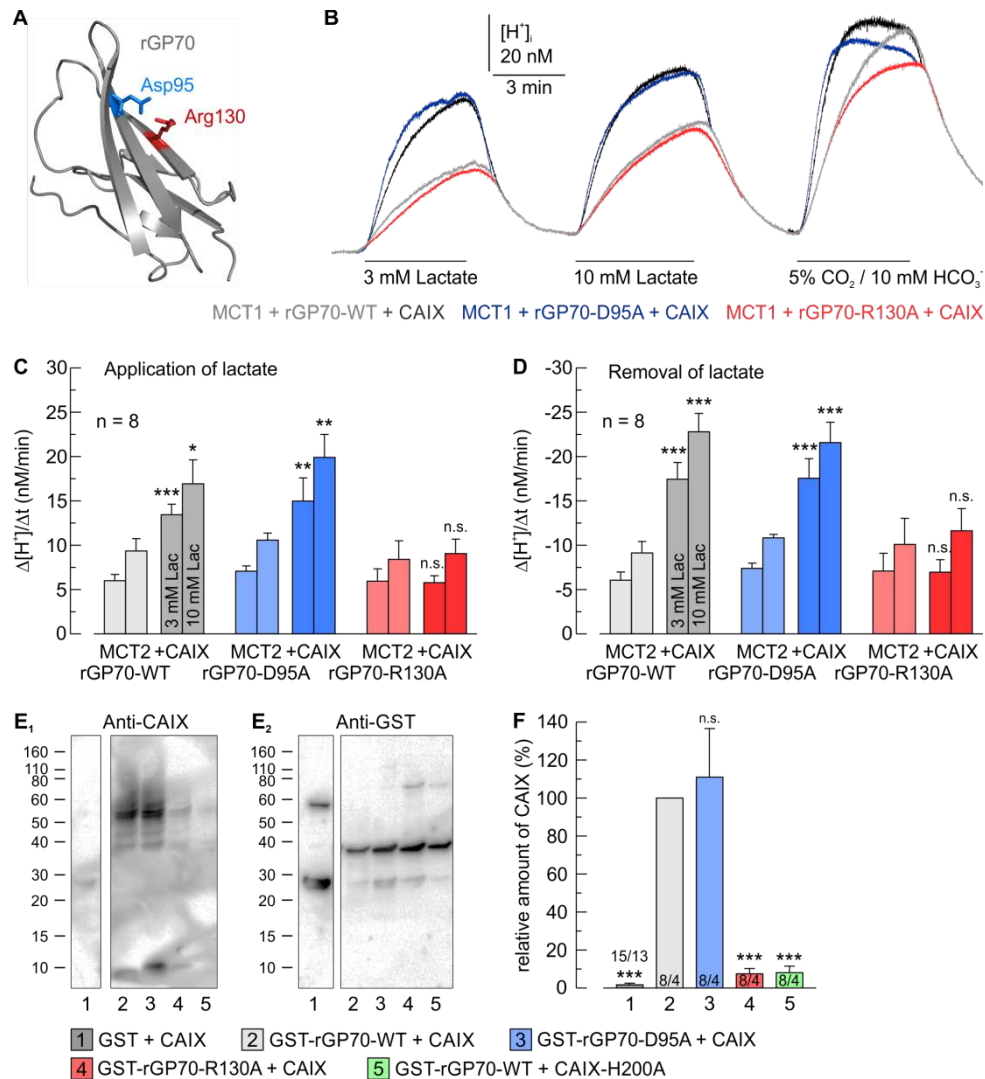 A
rGP70
Asp95
Arg130
B
[H⁺]ᵢ
20 nM
3 min
3 mM Lactate
10 mM Lactate
5% CO₂ / 10 mM HCO₃⁻
MCT1 + rGP70-WT + CAIX MCT1 + rGP70-D95A + CAIX MCT1 + rGP70-R130A + CAIX
C
Application of lactate
n = 8
Δ[H⁺]/Δt (nM/min)
30
25
20
15
10
5
0
***
*
**
**
n.s.
n.s.
3 mM Lac
10 mM Lac
MCT2 +CAIX MCT2 +CAIX MCT2 +CAIX
rGP70-WT rGP70-D95A rGP70-R130A
D
Removal of lactate
n = 8
Δ[H⁺]/Δt (nM/min)
-30
-25
-20
-15
-10
-5
0
***
***
***
***
n.s.
n.s.
3 mM Lac
10 mM Lac
MCT2 +CAIX MCT2 +CAIX MCT2 +CAIX
rGP70-WT rGP70-D95A rGP70-R130A
E₁
Anti-CAIX
160
110
80
60
50
40
30
20
15
10
1 2 3 4 5
E₂
Anti-GST
160
110
80
60
50
40
30
20
15
10
1 2 3 4 5
F
relative amount of CAIX (%)
140
120
100
80
60
40
20
0
n.s.
15/13
***
8/4
8/4
***
8/4
***
8/4
1 2 3 4 5
1 GST + CAIX 2 GST-rGP70-WT + CAIX 3 GST-rGP70-D95A + CAIX
4 GST-rGP70-R130A + CAIX 5 GST-rGP70-WT + CAIX-H200A